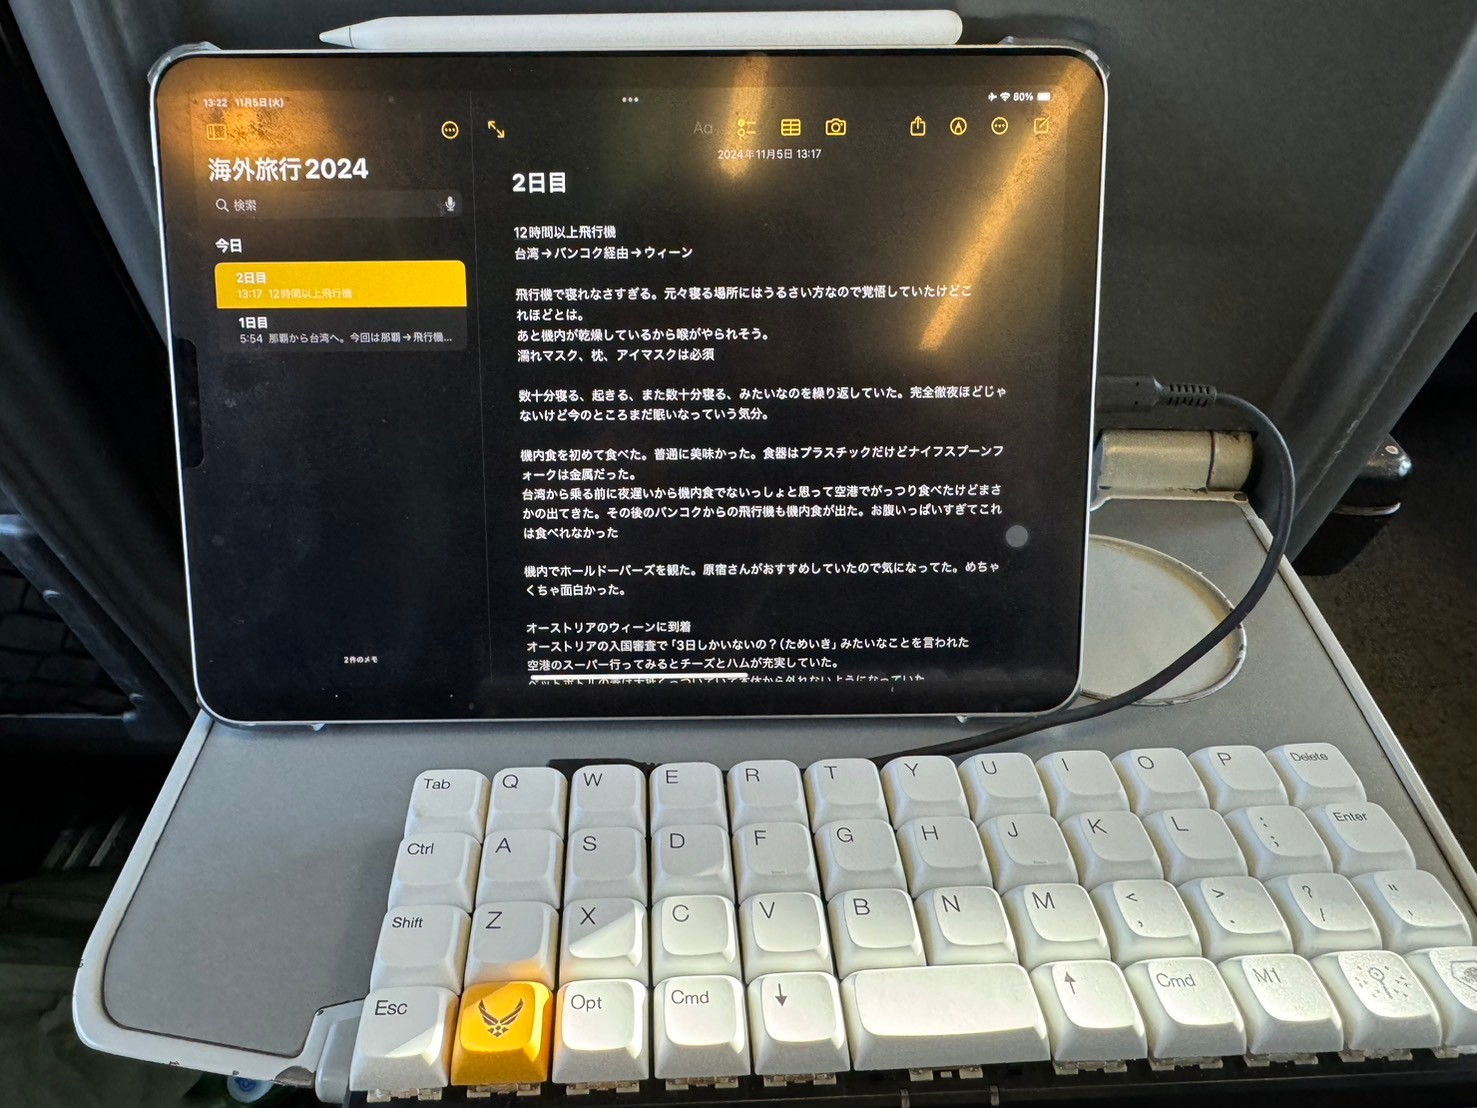 13:22 11月5日(火)
80%
海外旅行2024
検索
今日
2日目
13:17 12時間以上飛行機
1日目
5:54 那覇から台湾へ。今回は那覇→飛行機...
2件のメモ
Aa
2024年11月5日 13:17
2日目
12時間以上飛行機
台湾→バンコク経由→ウィーン
飛行機で寝れなさすぎる。元々寝る場所にはうるさい方なので覚悟していたけどこ
れほどとは。
あと機内が乾燥しているから喉がやられそう。
濡れマスク、枕、アイマスクは必須
数十分寝る、起きる、また数十分寝る、みたいなのを繰り返していた。完全徹夜ほどじゃ
ないけど今のところまだ眠いなっていう気分。
機内食を初めて食べた。普通に美味かった。食器はプラスチックだけどナイフスプーンフ
ォークは金属だった。
台湾から乗る前に夜遅いから機内食でないっしょと思って空港でがっつり食べたけどまさ
かの出てきた。その後のバンコクからの飛行機も機内食が出た。お腹いっぱいすぎてこれ
は食べれなかった
機内でホールドーバーズを観た。原宿さんがおすすめしていたので気になってた。めちゃ
くちゃ面白かった。
オーストリアのウィーンに到着
オーストリアの入国審査で「3日しかいないの？(ためいき」みたいなことを言われた
空港のスーパー行ってみるとチーズとハムが充実していた。
Tab Q W E R T Y U I O P Delete
Ctrl A S D F G H J K L : ; Enter
Shift Z X C V B N M < , > . ? / " '
Esc Opt Cmd ↓ ↑ Cmd M1